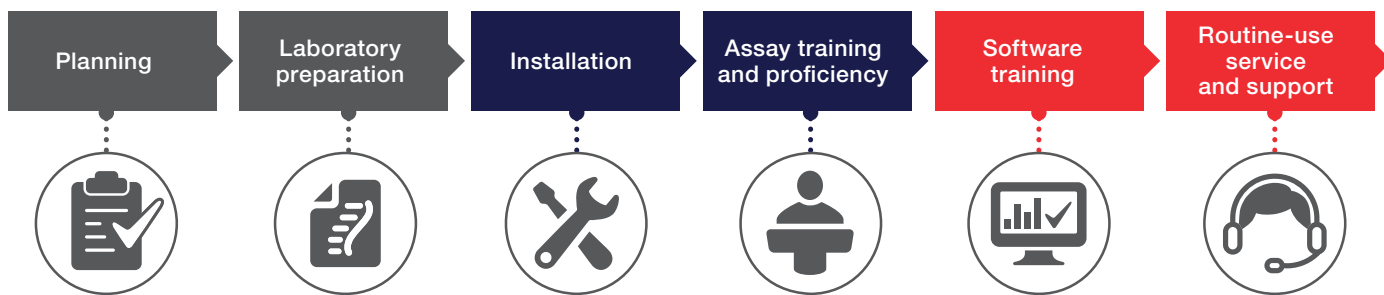 Planning
Laboratory
preparation
Installation
Assay training
and proficiency
Software
training
Routine-use
service
and support